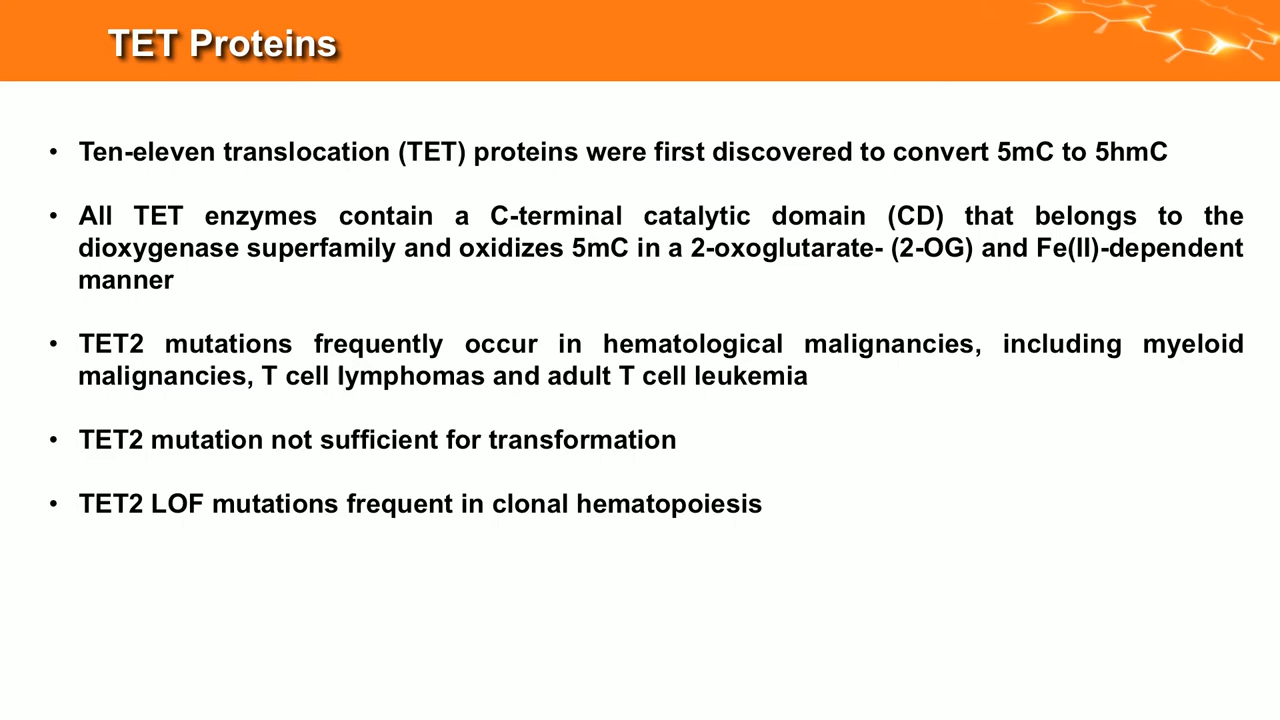 TET Proteins
• Ten-eleven translocation (TET) proteins were first discovered to convert 5mC to 5hmC
• All TET enzymes contain a C-terminal catalytic domain (CD) that belongs to the
dioxygenase superfamily and oxidizes 5mC in a 2-oxoglutarate- (2-OG) and Fe(II)-dependent
manner
• TET2 mutations frequently occur in hematological malignancies, including myeloid
malignancies, T cell lymphomas and adult T cell leukemia
• TET2 mutation not sufficient for transformation
• TET2 LOF mutations frequent in clonal hematopoiesis